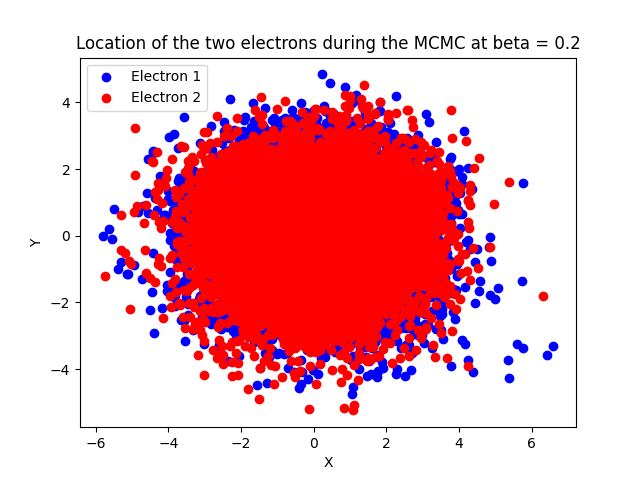 Location of the two electrons during the MCMC at beta = 0.2
Electron 1
Electron 2
4
2
0
−2
−4
Y
−6
−4
−2
0
2
4
6
X